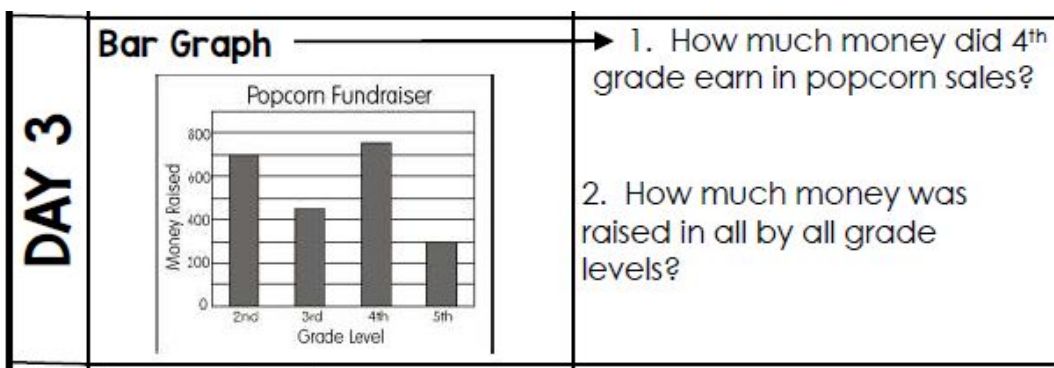 DAY 3
Bar Graph
Popcorn Fundraiser
Money Raised
800
600
400
200
0
2nd 3rd 4th 5th
Grade Level
1. How much money did 4th
grade earn in popcorn sales?
2. How much money was
raised in all by all grade
levels?